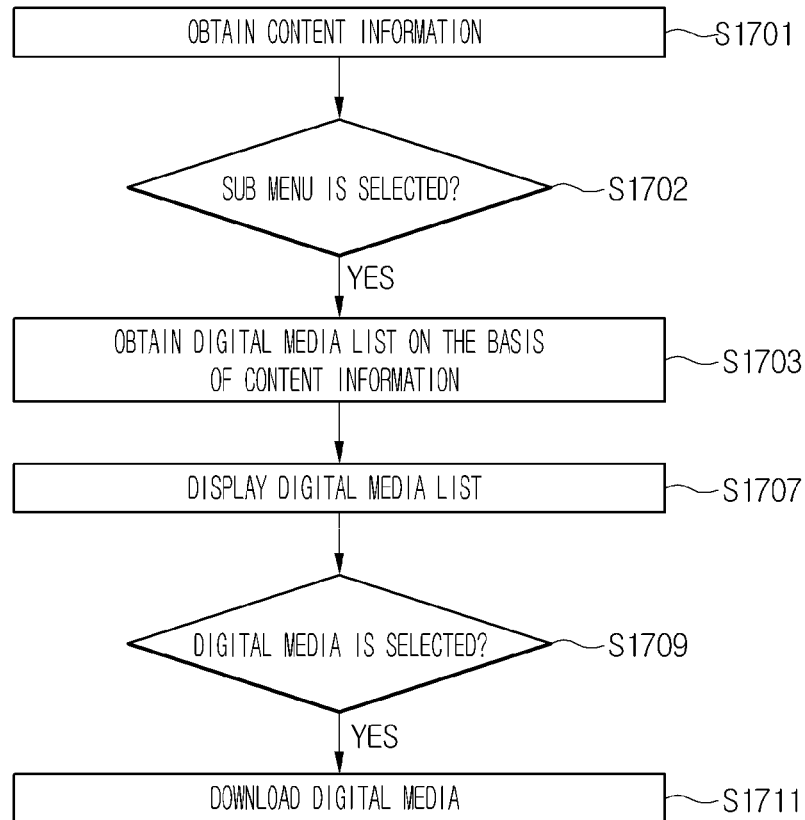 OBTAIN CONTENT INFORMATION
S1701
SUB MENU IS SELECTED?
S1702
YES
OBTAIN DIGITAL MEDIA LIST ON THE BASIS
OF CONTENT INFORMATION
S1703
DISPLAY DIGITAL MEDIA LIST
S1707
DIGITAL MEDIA IS SELECTED?
S1709
YES
DOWNLOAD DIGITAL MEDIA
S1711